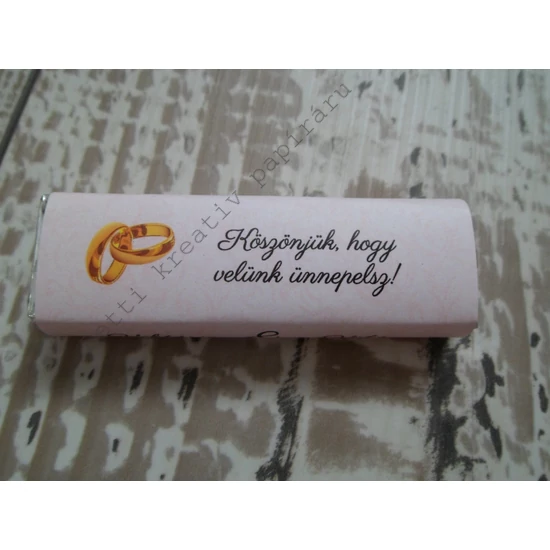 Köszönjük, hogy
velünk ünnepelsz!
kreatív papíráru